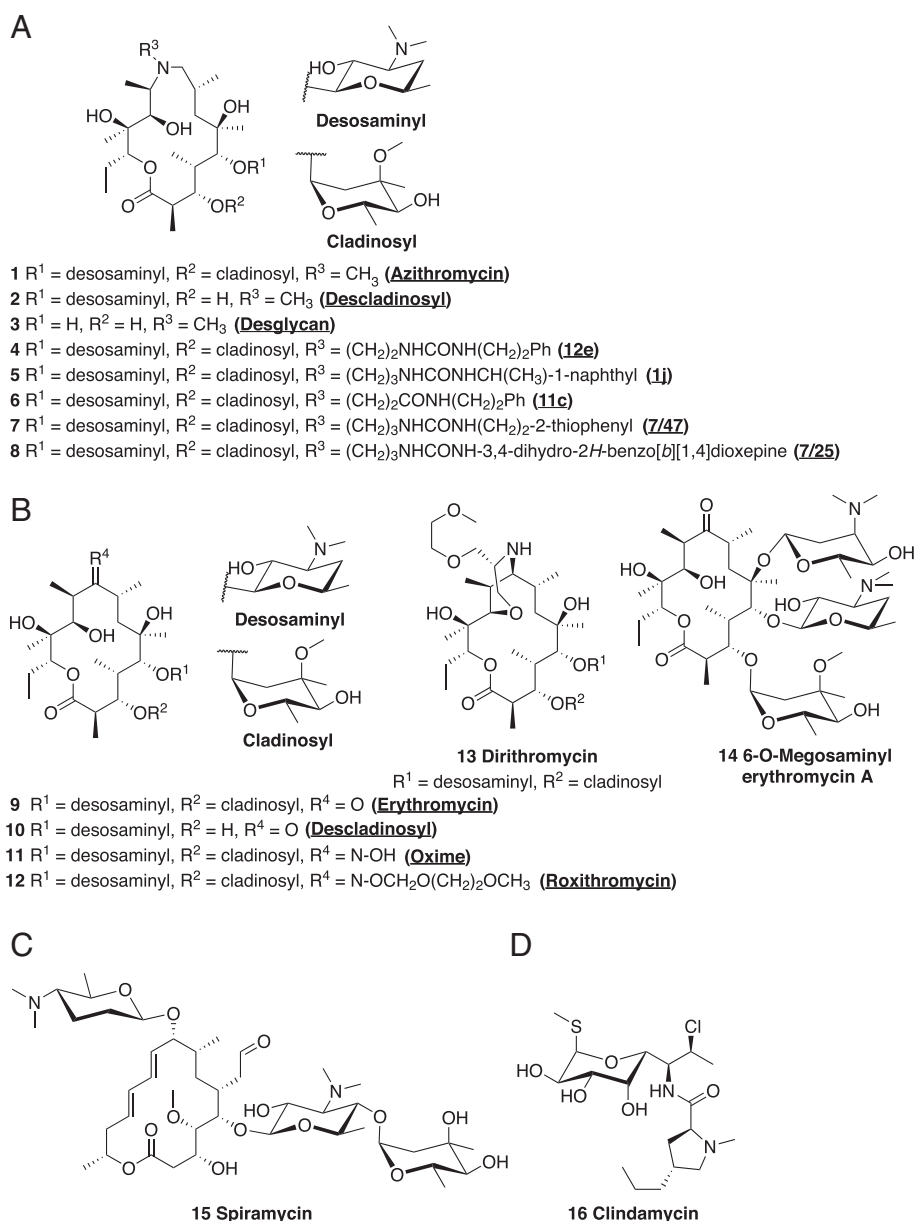 A
R³
N
HO
OH
OH
O
O
OR¹
OR²
N
HO
O
Desosaminyl
O
OH
O
Cladinosyl
1 R¹ = desosaminyl, R² = cladinosyl, R³ = CH₃ (Azithromycin)
2 R¹ = desosaminyl, R² = H, R³ = CH₃ (Descladinosyl)
3 R¹ = H, R² = H, R³ = CH₃ (Desglycan)
4 R¹ = desosaminyl, R² = cladinosyl, R³ = (CH₂)₂NHCONH(CH₂)₂Ph (12e)
5 R¹ = desosaminyl, R² = cladinosyl, R³ = (CH₂)₃NHCONHCH(CH₃)-1-naphthyl (1j)
6 R¹ = desosaminyl, R² = cladinosyl, R³ = (CH₂)₂CONH(CH₂)₂Ph (11c)
7 R¹ = desosaminyl, R² = cladinosyl, R³ = (CH₂)₃NHCONH(CH₂)₂-2-thiophenyl (7/47)
8 R¹ = desosaminyl, R² = cladinosyl, R³ = (CH₂)₃NHCONH-3,4-dihydro-2H-benzo[b][1,4]dioxepine (7/25)
B
R⁴
HO
OH
OH
O
O
OR¹
OR²
N
HO
O
Desosaminyl
O
OH
O
Cladinosyl
O
O
NH
O
HO
OH
O
O
OR¹
OR²
13 Dirithromycin
R¹ = desosaminyl, R² = cladinosyl
O
N
O
O
OH
HO
OH
N
HO
O
O
O
O
O
O
O
OH
O
14 6-O-Megosaminyl
erythromycin A
9 R¹ = desosaminyl, R² = cladinosyl, R⁴ = O (Erythromycin)
10 R¹ = desosaminyl, R² = H, R⁴ = O (Descladinosyl)
11 R¹ = desosaminyl, R² = cladinosyl, R⁴ = N-OH (Oxime)
12 R¹ = desosaminyl, R² = cladinosyl, R⁴ = N-OCH₂O(CH₂)₂OCH₃ (Roxithromycin)
C
N
O
O
O
O
O
O
OH
O
HO
N
O
O
OH
O
OH
15 Spiramycin
D
S
Cl
O
HO
OH
OH
HN
O
N
16 Clindamycin